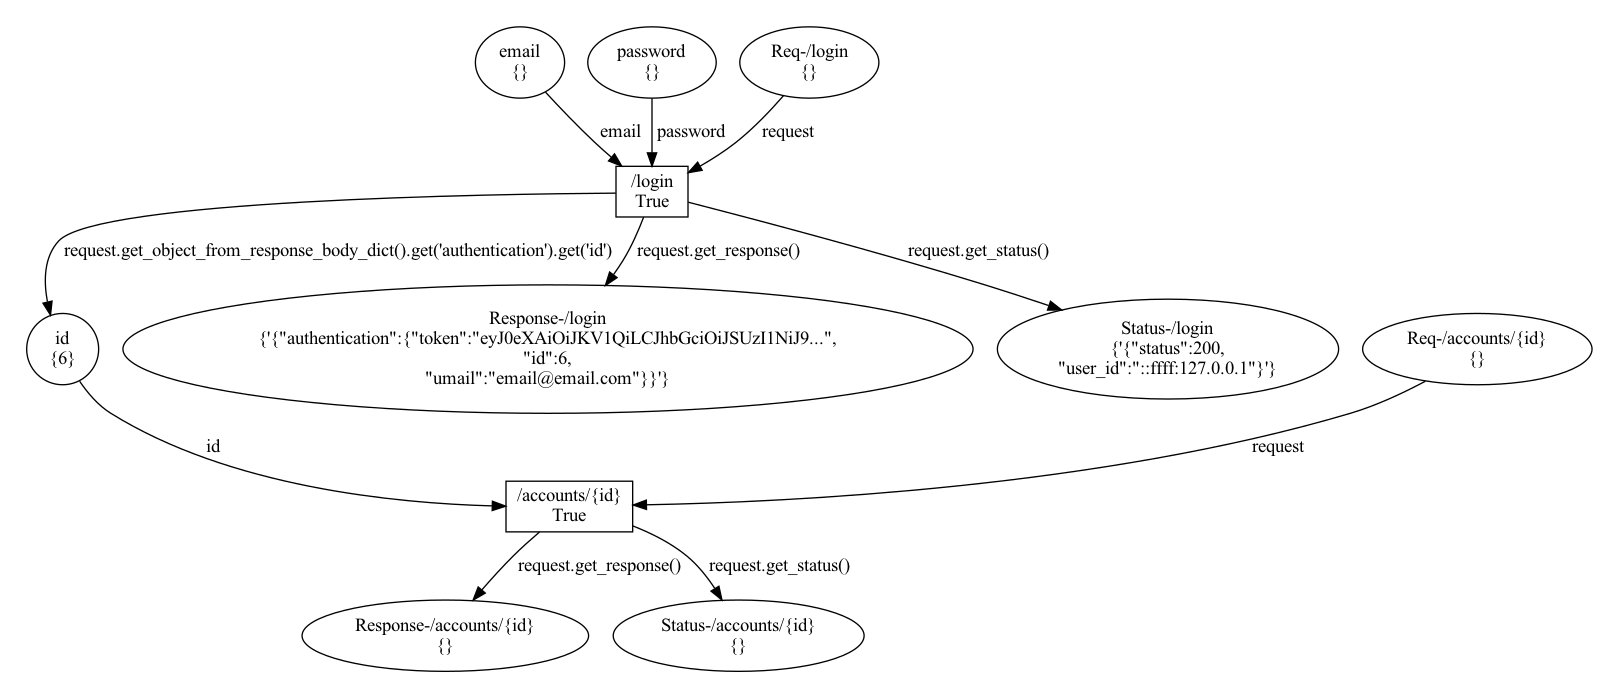 email
{}
password
{}
Req-/login
{}
email
password
request
/login
True
request.get_object_from_response_body_dict().get('authentication').get('id')
request.get_response()
request.get_status()
id
{6}
Response-/login
{'{"authentication":{"token":"eyJ0eXAiOiJKV1QiLCJhbGciOiJSUzI1NiJ9...",
"id":6,
"umail":"email@email.com"}}'}
Status-/login
{'{"status":200,
"user_id":"::ffff:127.0.0.1"}'}
Req-/accounts/{id}
{}
id
request
/accounts/{id}
True
request.get_response()
request.get_status()
Response-/accounts/{id}
{}
Status-/accounts/{id}
{}